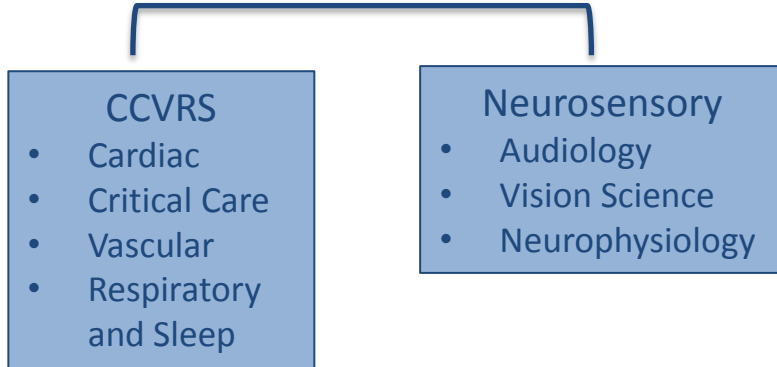 CCVRS
• Cardiac
• Critical Care
• Vascular
• Respiratory
and Sleep
Neurosensory
• Audiology
• Vision Science
• Neurophysiology